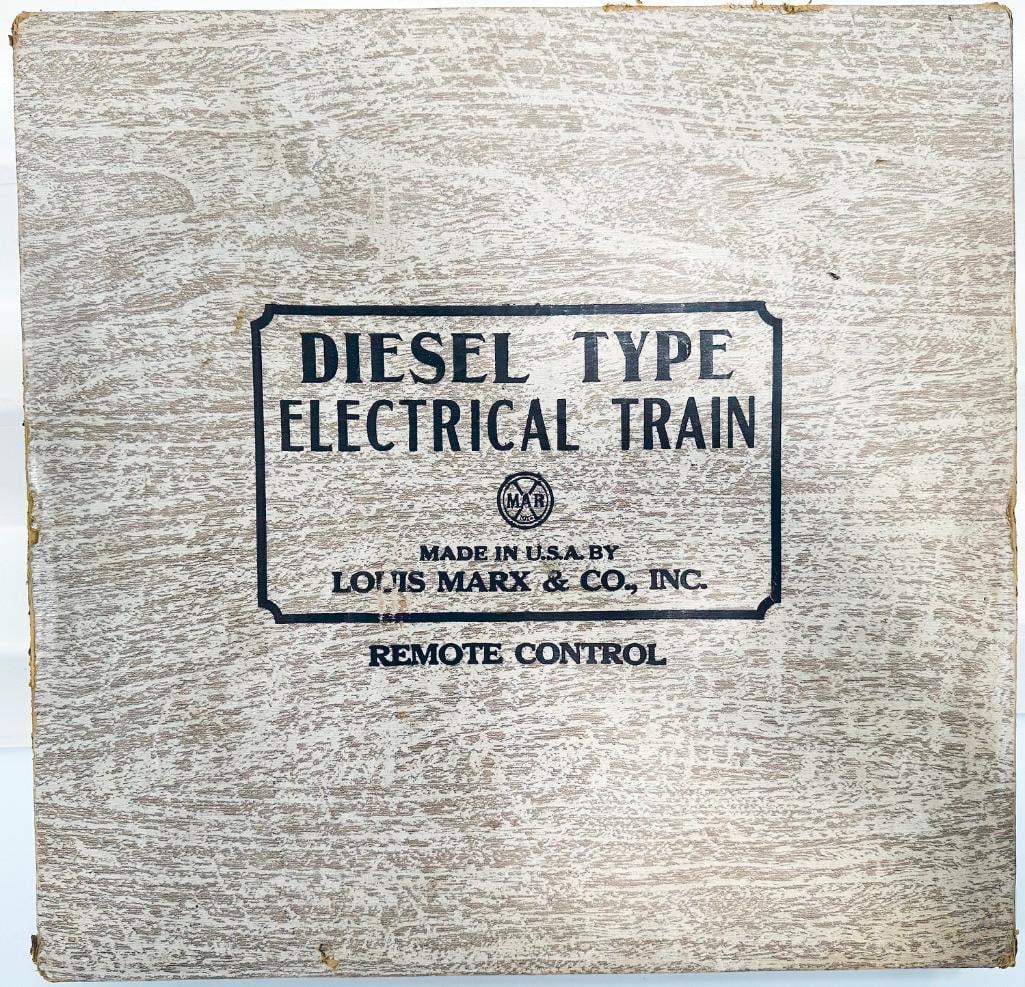 DIESEL TYPE
ELECTRICAL TRAIN
MAR
MADE IN U.S.A. BY
LOUIS MARX & CO., INC.
REMOTE CONTROL